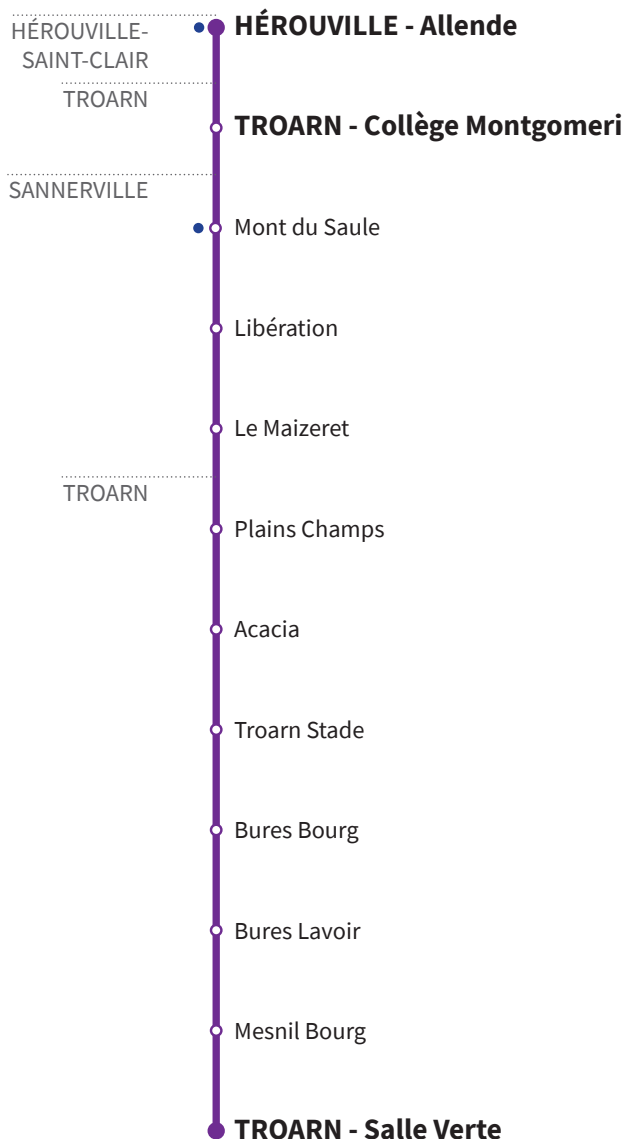 HÉROUVILLE-
SAINT-CLAIR
HÉROUVILLE - Allende
TROARN
TROARN - Collège Montgomeri
SANNERVILLE
Mont du Saule
Libération
Le Maizeret
TROARN
Plains Champs
Acacia
Troarn Stade
Bures Bourg
Bures Lavoir
Mesnil Bourg
TROARN - Salle Verte